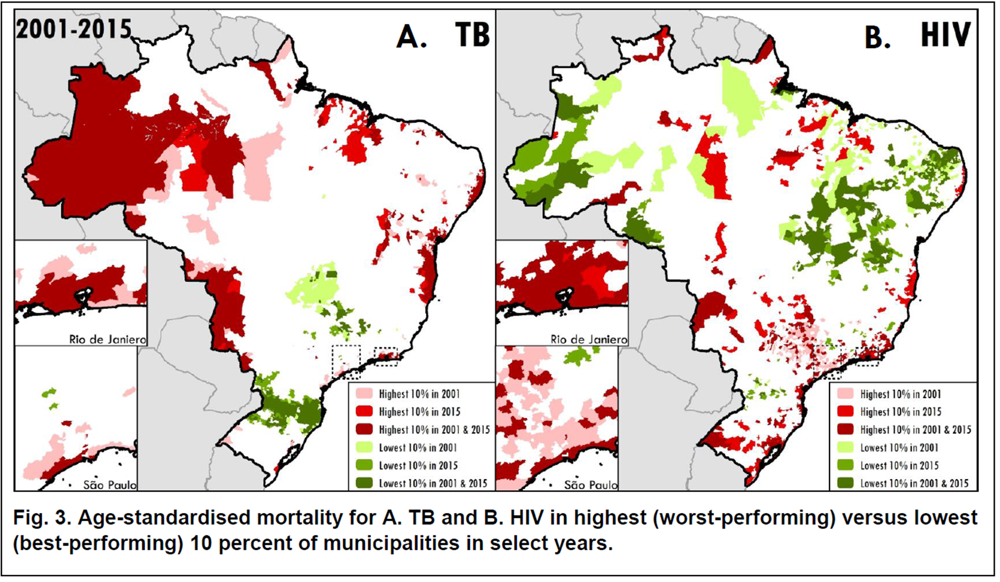 2001-2015
A. TB
Rio de Janiero
São Paulo
Highest 10% in 2001
Highest 10% in 2015
Highest 10% in 2001 & 2015
Lowest 10% in 2001
Lowest 10% in 2015
Lowest 10% in 2001 & 2015
B. HIV
Rio de Janiero
São Paulo
Highest 10% in 2001
Highest 10% in 2015
Highest 10% in 2001 & 2015
Lowest 10% in 2001
Lowest 10% in 2015
Lowest 10% in 2001 & 2015
Fig. 3. Age-standardised mortality for A. TB and B. HIV in highest (worst-performing) versus lowest
(best-performing) 10 percent of municipalities in select years.